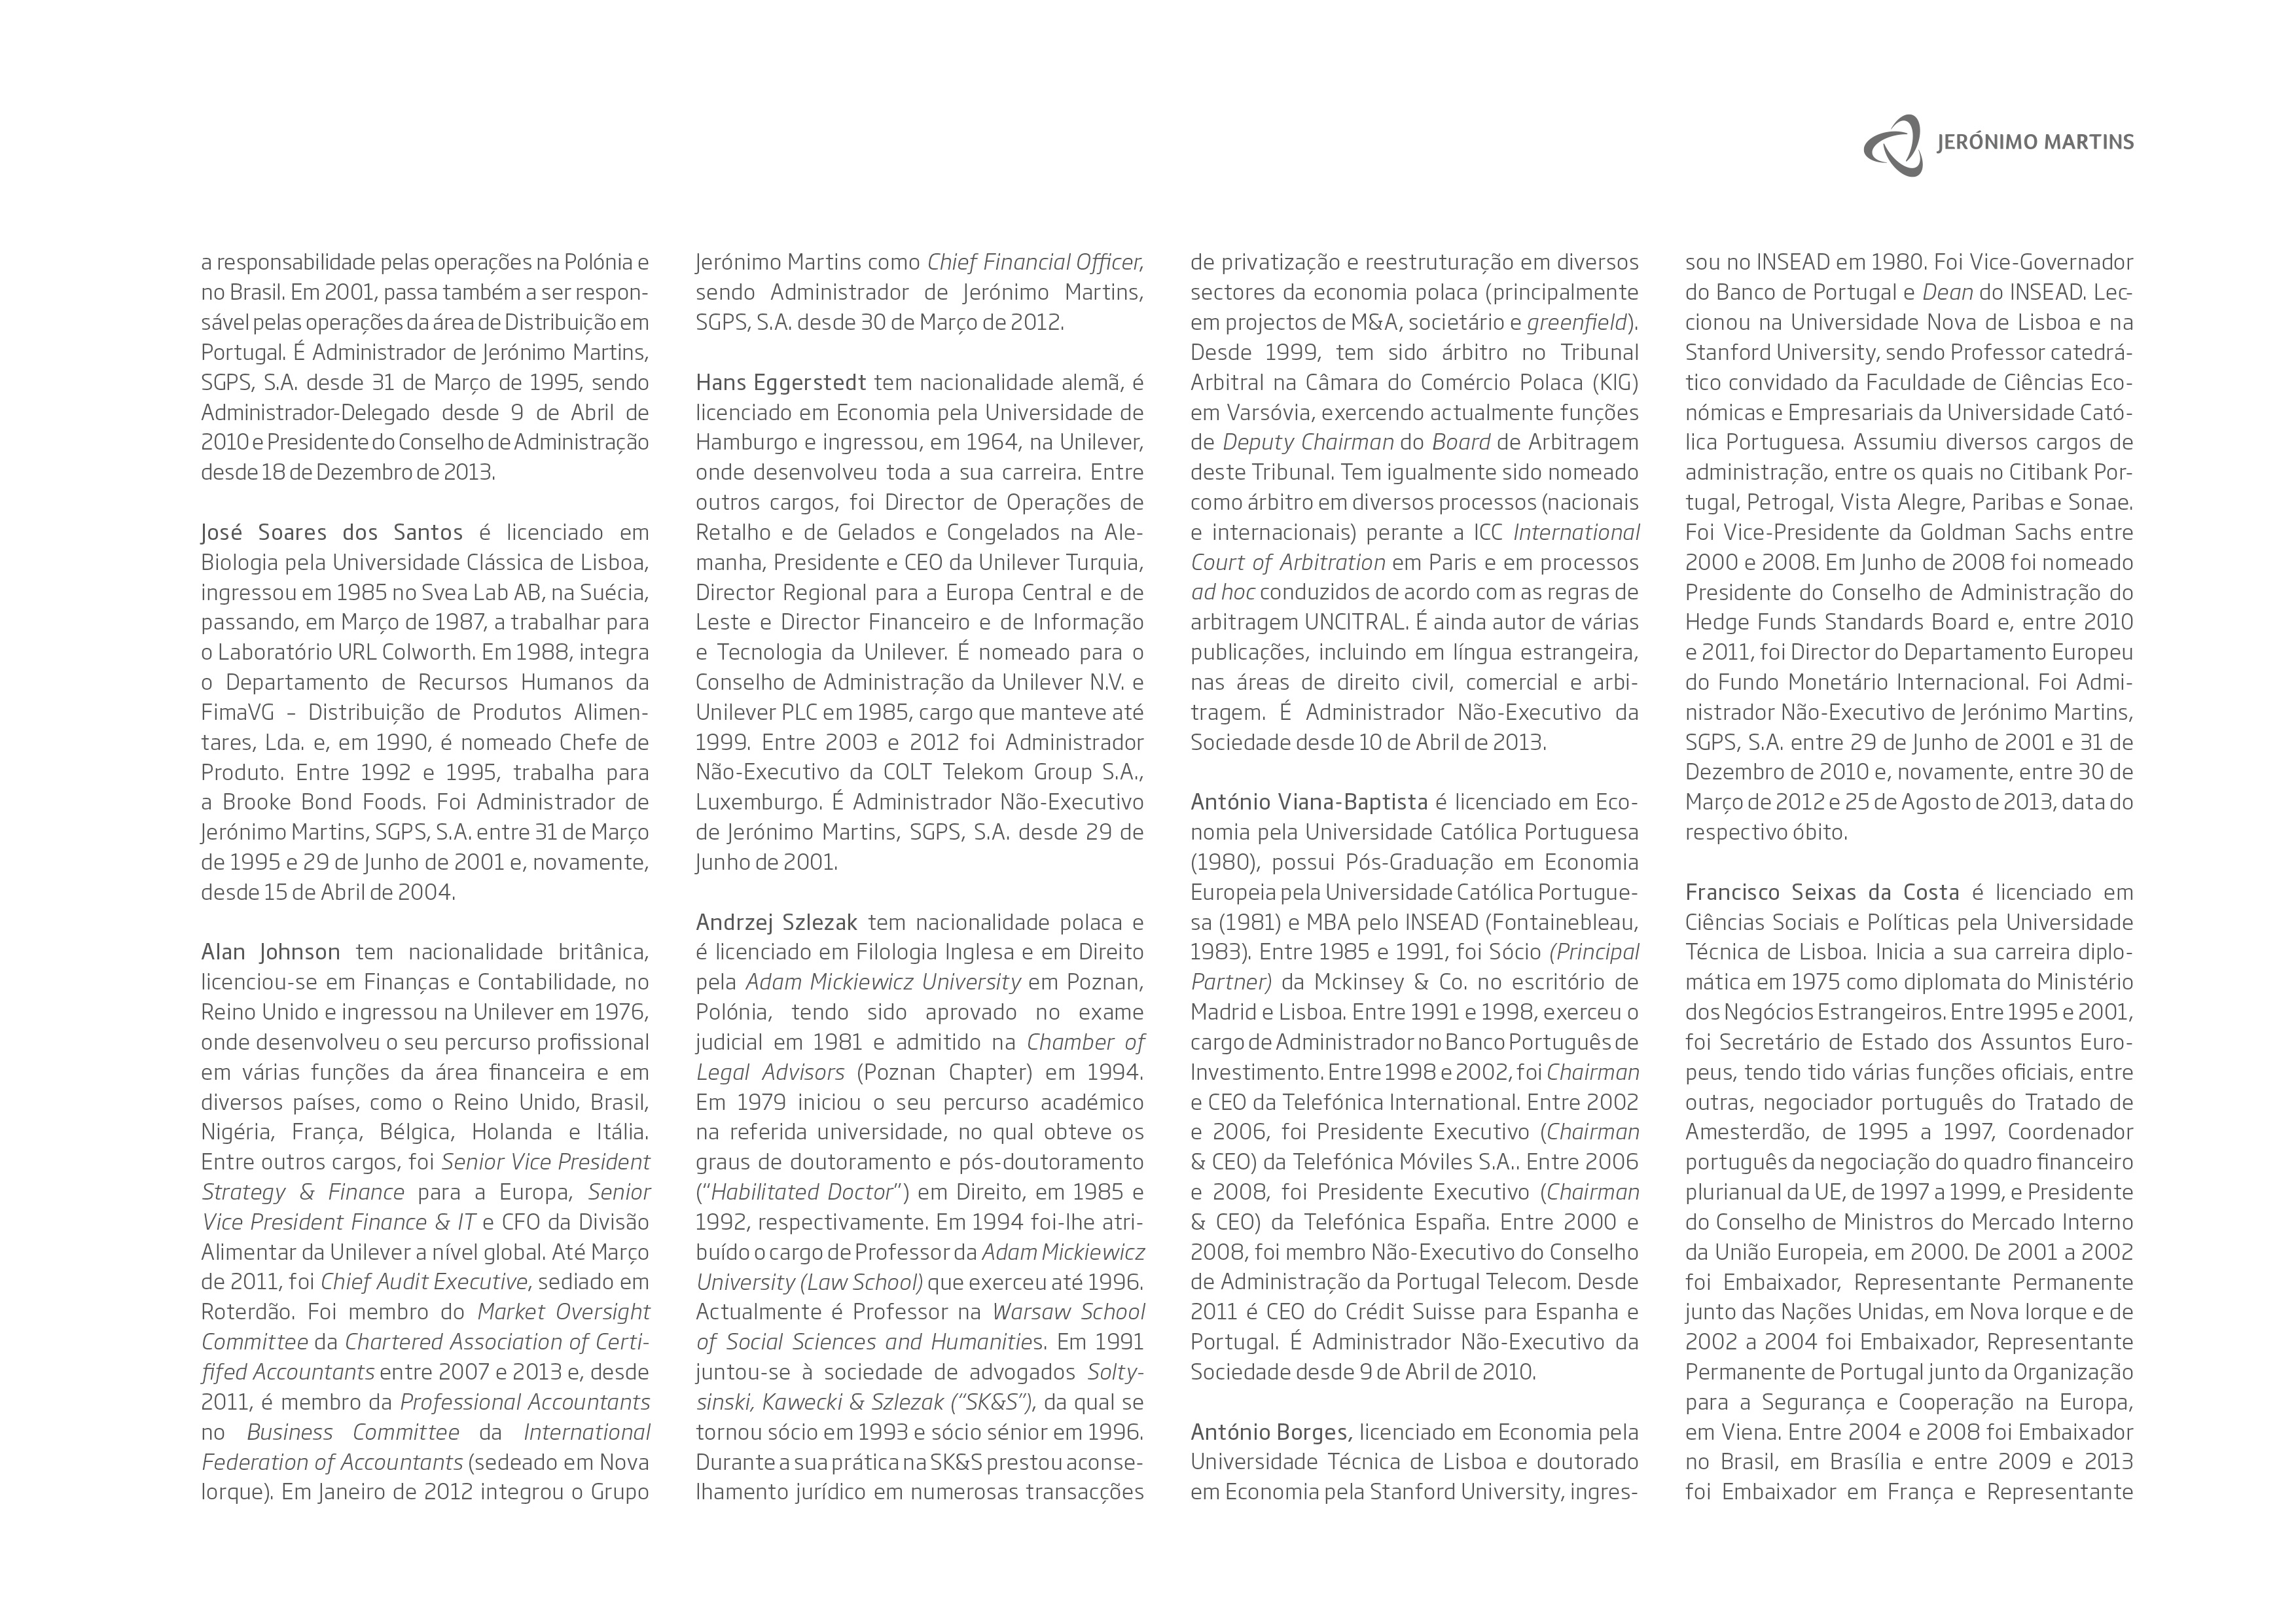 JERÓNIMO MARTINS
a responsabilidade pelas operações na Polónia e
no Brasil. Em 2001, passa também a ser respon-
sável pelas operações da área de Distribuição em
Portugal. É Administrador de Jerónimo Martins,
SGPS, S.A. desde 31 de Março de 1995, sendo
Administrador-Delegado desde 9 de Abril de
2010 e Presidente do Conselho de Administração
desde 18 de Dezembro de 2013.
José Soares dos Santos é licenciado em
Biologia pela Universidade Clássica de Lisboa,
ingressou em 1985 no Svea Lab AB, na Suécia,
passando, em Março de 1987, a trabalhar para
o Laboratório URL Colworth. Em 1988, integra
o Departamento de Recursos Humanos da
FimaVG – Distribuição de Produtos Alimen-
tares, Lda. e, em 1990, é nomeado Chefe de
Produto. Entre 1992 e 1995, trabalha para
a Brooke Bond Foods. Foi Administrador de
Jerónimo Martins, SGPS, S.A. entre 31 de Março
de 1995 e 29 de Junho de 2001 e, novamente,
desde 15 de Abril de 2004.
Alan Johnson tem nacionalidade britânica,
licenciou-se em Finanças e Contabilidade, no
Reino Unido e ingressou na Unilever em 1976,
onde desenvolveu o seu percurso profissional
em várias funções da área financeira e em
diversos países, como o Reino Unido, Brasil,
Nigéria, França, Bélgica, Holanda e Itália.
Entre outros cargos, foi Senior Vice President
Strategy & Finance para a Europa, Senior
Vice President Finance & IT e CFO da Divisão
Alimentar da Unilever a nível global. Até Março
de 2011, foi Chief Audit Executive, sediado em
Roterdão. Foi membro do Market Oversight
Committee da Chartered Association of Certi-
fifed Accountants entre 2007 e 2013 e, desde
2011, é membro da Professional Accountants
no Business Committee da International
Federation of Accountants (sedeado em Nova
Iorque). Em Janeiro de 2012 integrou o Grupo
Jerónimo Martins como Chief Financial Officer,
sendo Administrador de Jerónimo Martins,
SGPS, S.A. desde 30 de Março de 2012.
Hans Eggerstedt tem nacionalidade alemã, é
licenciado em Economia pela Universidade de
Hamburgo e ingressou, em 1964, na Unilever,
onde desenvolveu toda a sua carreira. Entre
outros cargos, foi Director de Operações de
Retalho e de Gelados e Congelados na Ale-
manha, Presidente e CEO da Unilever Turquia,
Director Regional para a Europa Central e de
Leste e Director Financeiro e de Informação
e Tecnologia da Unilever. É nomeado para o
Conselho de Administração da Unilever N.V. e
Unilever PLC em 1985, cargo que manteve até
1999. Entre 2003 e 2012 foi Administrador
Não-Executivo da COLT Telekom Group S.A.,
Luxemburgo. É Administrador Não-Executivo
de Jerónimo Martins, SGPS, S.A. desde 29 de
Junho de 2001.
Andrzej Szlezak tem nacionalidade polaca e
é licenciado em Filologia Inglesa e em Direito
pela Adam Mickiewicz University em Poznan,
Polónia, tendo sido aprovado no exame
judicial em 1981 e admitido na Chamber of
Legal Advisors (Poznan Chapter) em 1994.
Em 1979 iniciou o seu percurso académico
na referida universidade, no qual obteve os
graus de doutoramento e pós-doutoramento
(“Habilitated Doctor”) em Direito, em 1985 e
1992, respectivamente. Em 1994 foi-lhe atri-
buído o cargo de Professor da Adam Mickiewicz
University (Law School) que exerceu até 1996.
Actualmente é Professor na Warsaw School
of Social Sciences and Humanities. Em 1991
juntou-se à sociedade de advogados Solty-
sinski, Kawecki & Szlezak (“SK&S”), da qual se
tornou sócio em 1993 e sócio sénior em 1996.
Durante a sua prática na SK&S prestou aconse-
lhamento jurídico em numerosas transacções
de privatização e reestruturação em diversos
sectores da economia polaca (principalmente
em projectos de M&A, societário e greenfield).
Desde 1999, tem sido árbitro no Tribunal
Arbitral na Câmara do Comércio Polaca (KIG)
em Varsóvia, exercendo actualmente funções
de Deputy Chairman do Board de Arbitragem
deste Tribunal. Tem igualmente sido nomeado
como árbitro em diversos processos (nacionais
e internacionais) perante a ICC International
Court of Arbitration em Paris e em processos
ad hoc conduzidos de acordo com as regras de
arbitragem UNCITRAL. É ainda autor de várias
publicações, incluindo em língua estrangeira,
nas áreas de direito civil, comercial e arbi-
tragem. É Administrador Não-Executivo da
Sociedade desde 10 de Abril de 2013.
António Viana-Baptista é licenciado em Eco-
nomia pela Universidade Católica Portuguesa
(1980), possui Pós-Graduação em Economia
Europeia pela Universidade Católica Portugue-
sa (1981) e MBA pelo INSEAD (Fontainebleau,
1983). Entre 1985 e 1991, foi Sócio (Principal
Partner) da Mckinsey & Co. no escritório de
Madrid e Lisboa. Entre 1991 e 1998, exerceu o
cargo de Administrador no Banco Português de
Investimento. Entre 1998 e 2002, foi Chairman
e CEO da Telefónica International. Entre 2002
e 2006, foi Presidente Executivo (Chairman
& CEO) da Telefónica Móviles S.A.. Entre 2006
e 2008, foi Presidente Executivo (Chairman
& CEO) da Telefónica España. Entre 2000 e
2008, foi membro Não-Executivo do Conselho
de Administração da Portugal Telecom. Desde
2011 é CEO do Crédit Suisse para Espanha e
Portugal. É Administrador Não-Executivo da
Sociedade desde 9 de Abril de 2010.
António Borges, licenciado em Economia pela
Universidade Técnica de Lisboa e doutorado
em Economia pela Stanford University, ingres-
sou no INSEAD em 1980. Foi Vice-Governador
do Banco de Portugal e Dean do INSEAD. Lec-
cionou na Universidade Nova de Lisboa e na
Stanford University, sendo Professor catedrá-
tico convidado da Faculdade de Ciências Eco-
nómicas e Empresariais da Universidade Cató-
lica Portuguesa. Assumiu diversos cargos de
administração, entre os quais no Citibank Por-
tugal, Petrogal, Vista Alegre, Paribas e Sonae.
Foi Vice-Presidente da Goldman Sachs entre
2000 e 2008. Em Junho de 2008 foi nomeado
Presidente do Conselho de Administração do
Hedge Funds Standards Board e, entre 2010
e 2011, foi Director do Departamento Europeu
do Fundo Monetário Internacional. Foi Admi-
nistrador Não-Executivo de Jerónimo Martins,
SGPS, S.A. entre 29 de Junho de 2001 e 31 de
Dezembro de 2010 e, novamente, entre 30 de
Março de 2012 e 25 de Agosto de 2013, data do
respectivo óbito.
Francisco Seixas da Costa é licenciado em
Ciências Sociais e Políticas pela Universidade
Técnica de Lisboa. Inicia a sua carreira diplo-
mática em 1975 como diplomata do Ministério
dos Negócios Estrangeiros. Entre 1995 e 2001,
foi Secretário de Estado dos Assuntos Euro-
peus, tendo tido várias funções oficiais, entre
outras, negociador português do Tratado de
Amesterdão, de 1995 a 1997, Coordenador
português da negociação do quadro financeiro
plurianual da UE, de 1997 a 1999, e Presidente
do Conselho de Ministros do Mercado Interno
da União Europeia, em 2000. De 2001 a 2002
foi Embaixador, Representante Permanente
junto das Nações Unidas, em Nova Iorque e de
2002 a 2004 foi Embaixador, Representante
Permanente de Portugal junto da Organização
para a Segurança e Cooperação na Europa,
em Viena. Entre 2004 e 2008 foi Embaixador
no Brasil, em Brasília e entre 2009 e 2013
foi Embaixador em França e Representante